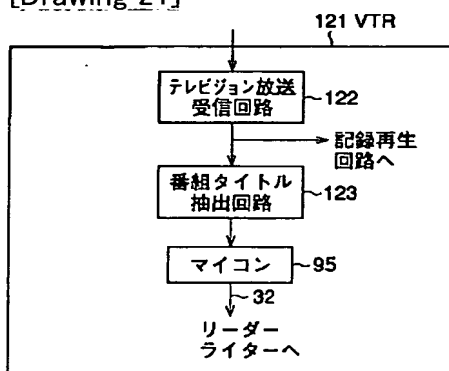 [Drawing 21]
121 VTR
テレビジョン放送
受信回路
122
記録再生
回路へ
番組タイトル
抽出回路
123
マイコン
95
32
リーダー
ライターへ